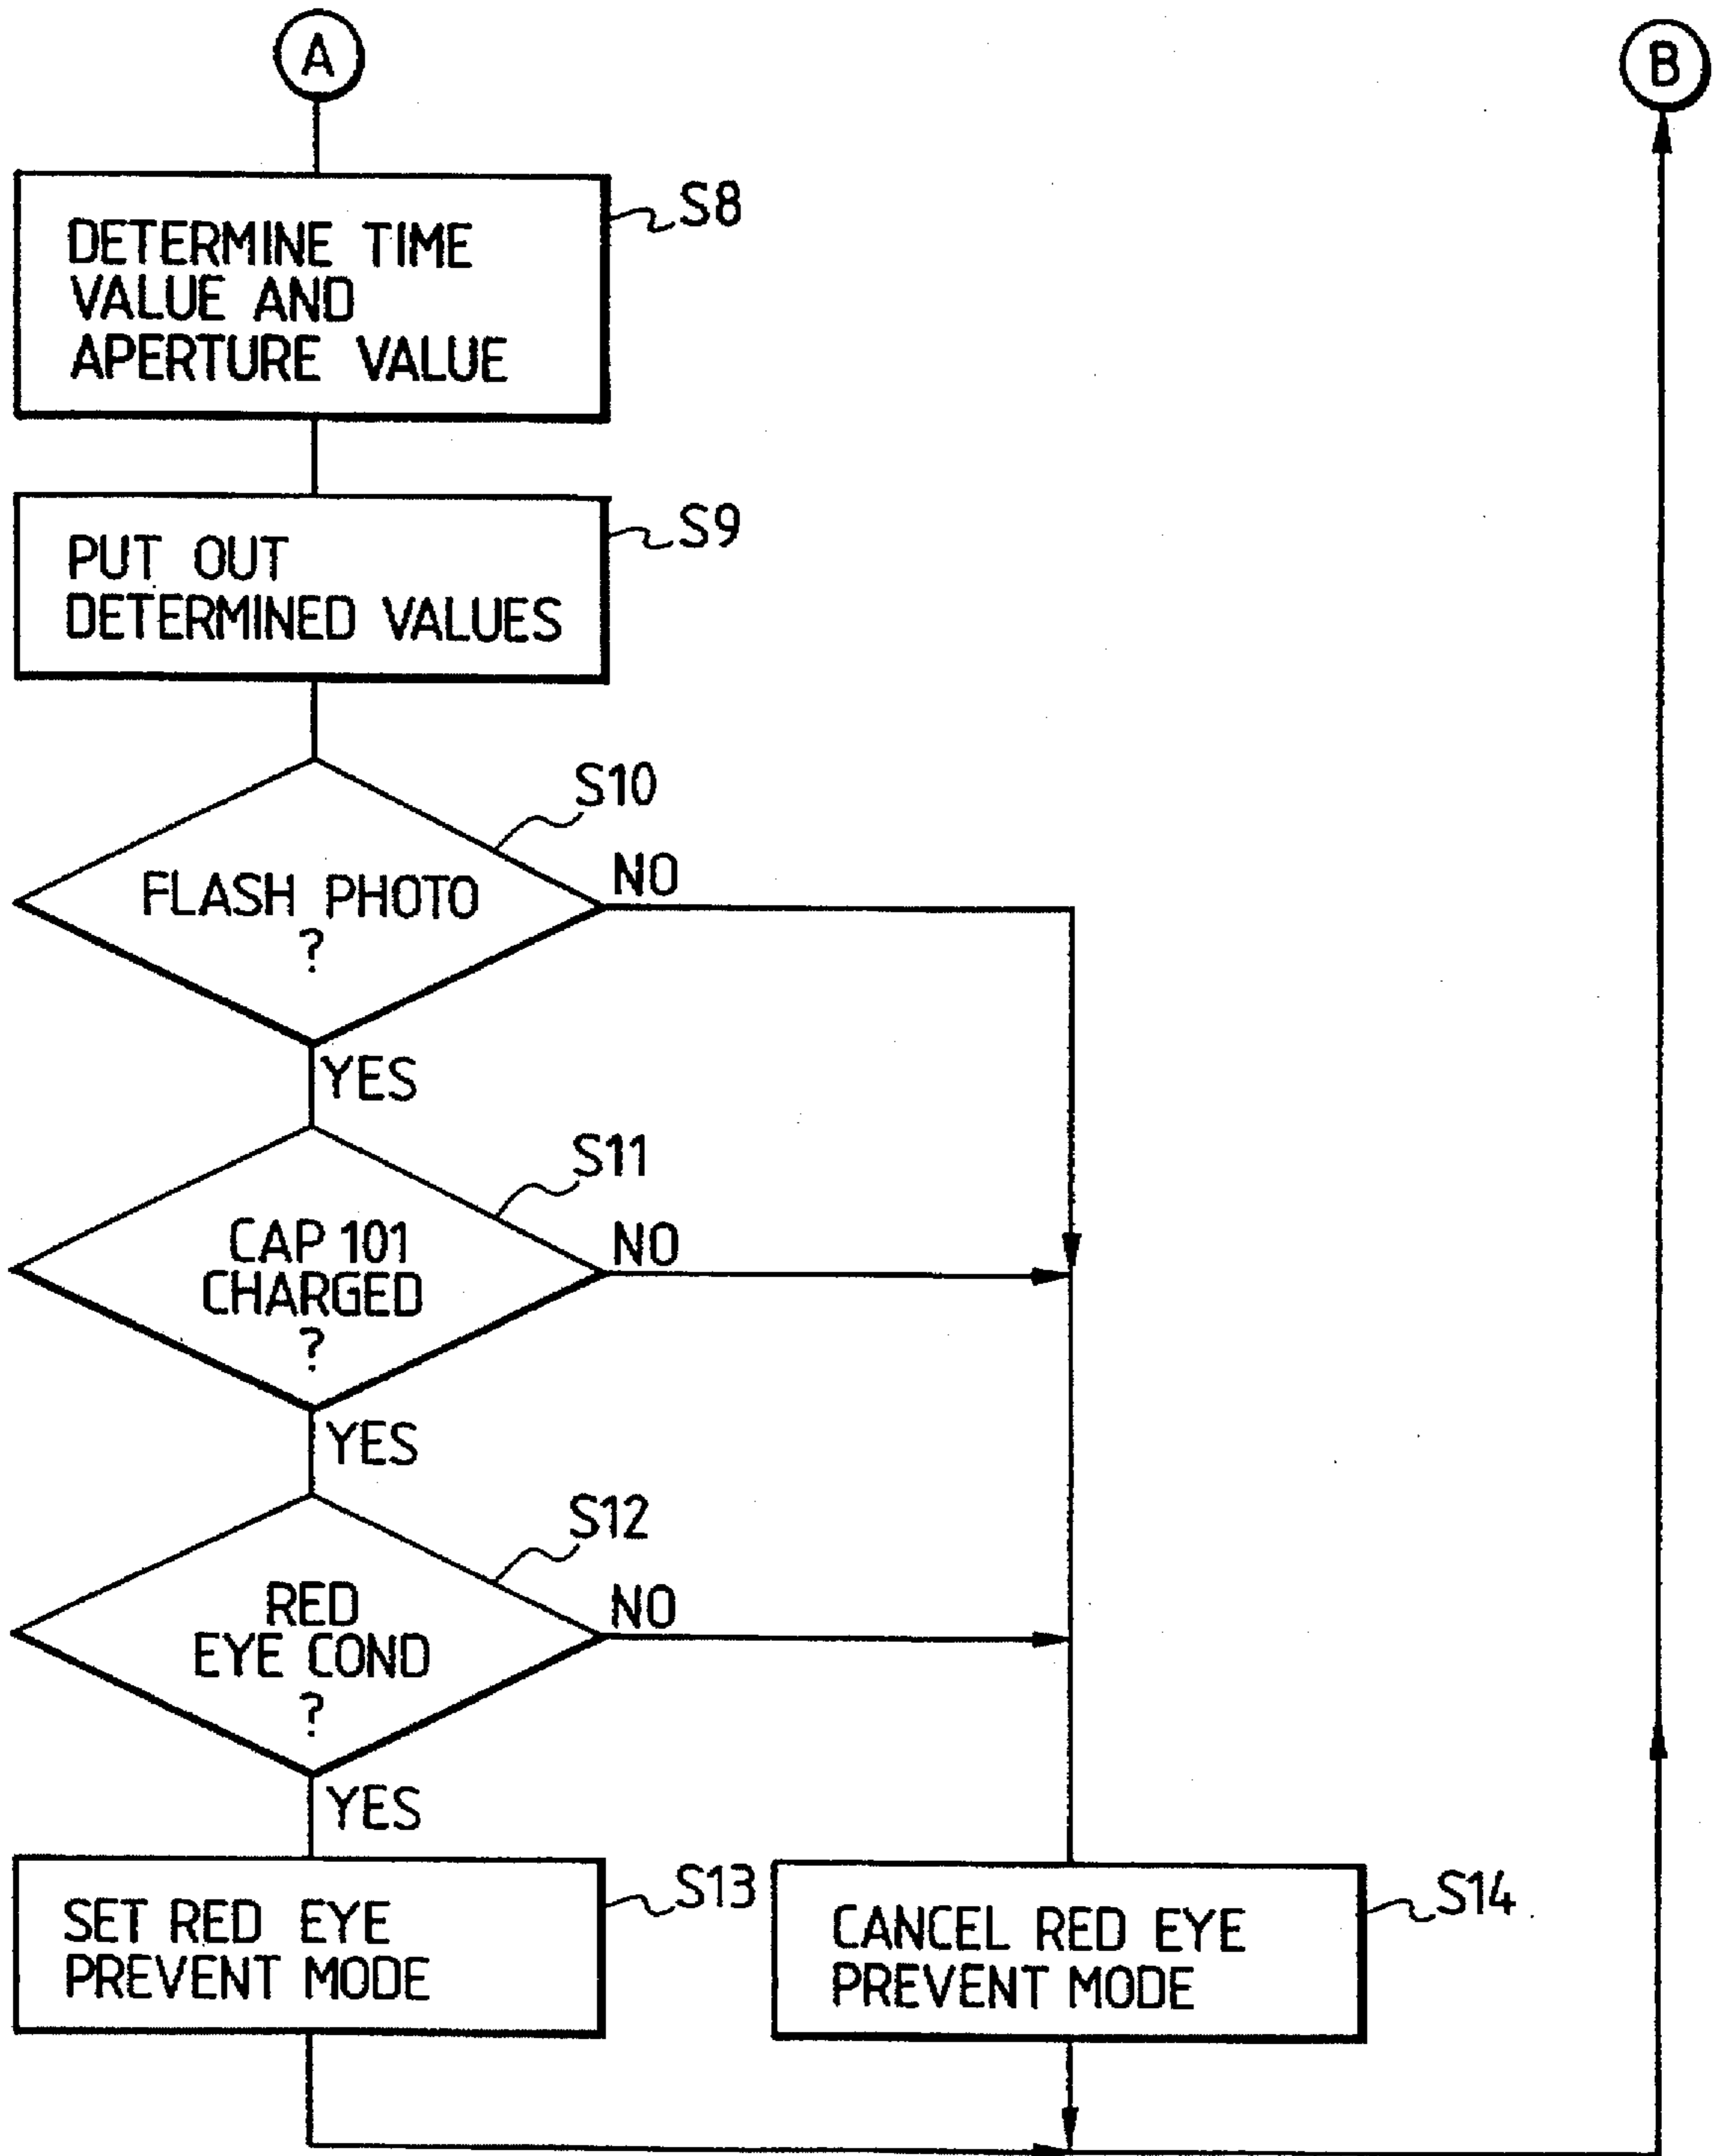 A
B
DETERMINE TIME
VALUE AND
APERTURE VALUE
S8
PUT OUT
DETERMINED VALUES
S9
S10
FLASH PHOTO
?
NO
YES
S11
CAP 101
CHARGED
?
NO
YES
S12
RED
EYE COND
?
NO
YES
SET RED EYE
PREVENT MODE
S13
CANCEL RED EYE
PREVENT MODE
S14